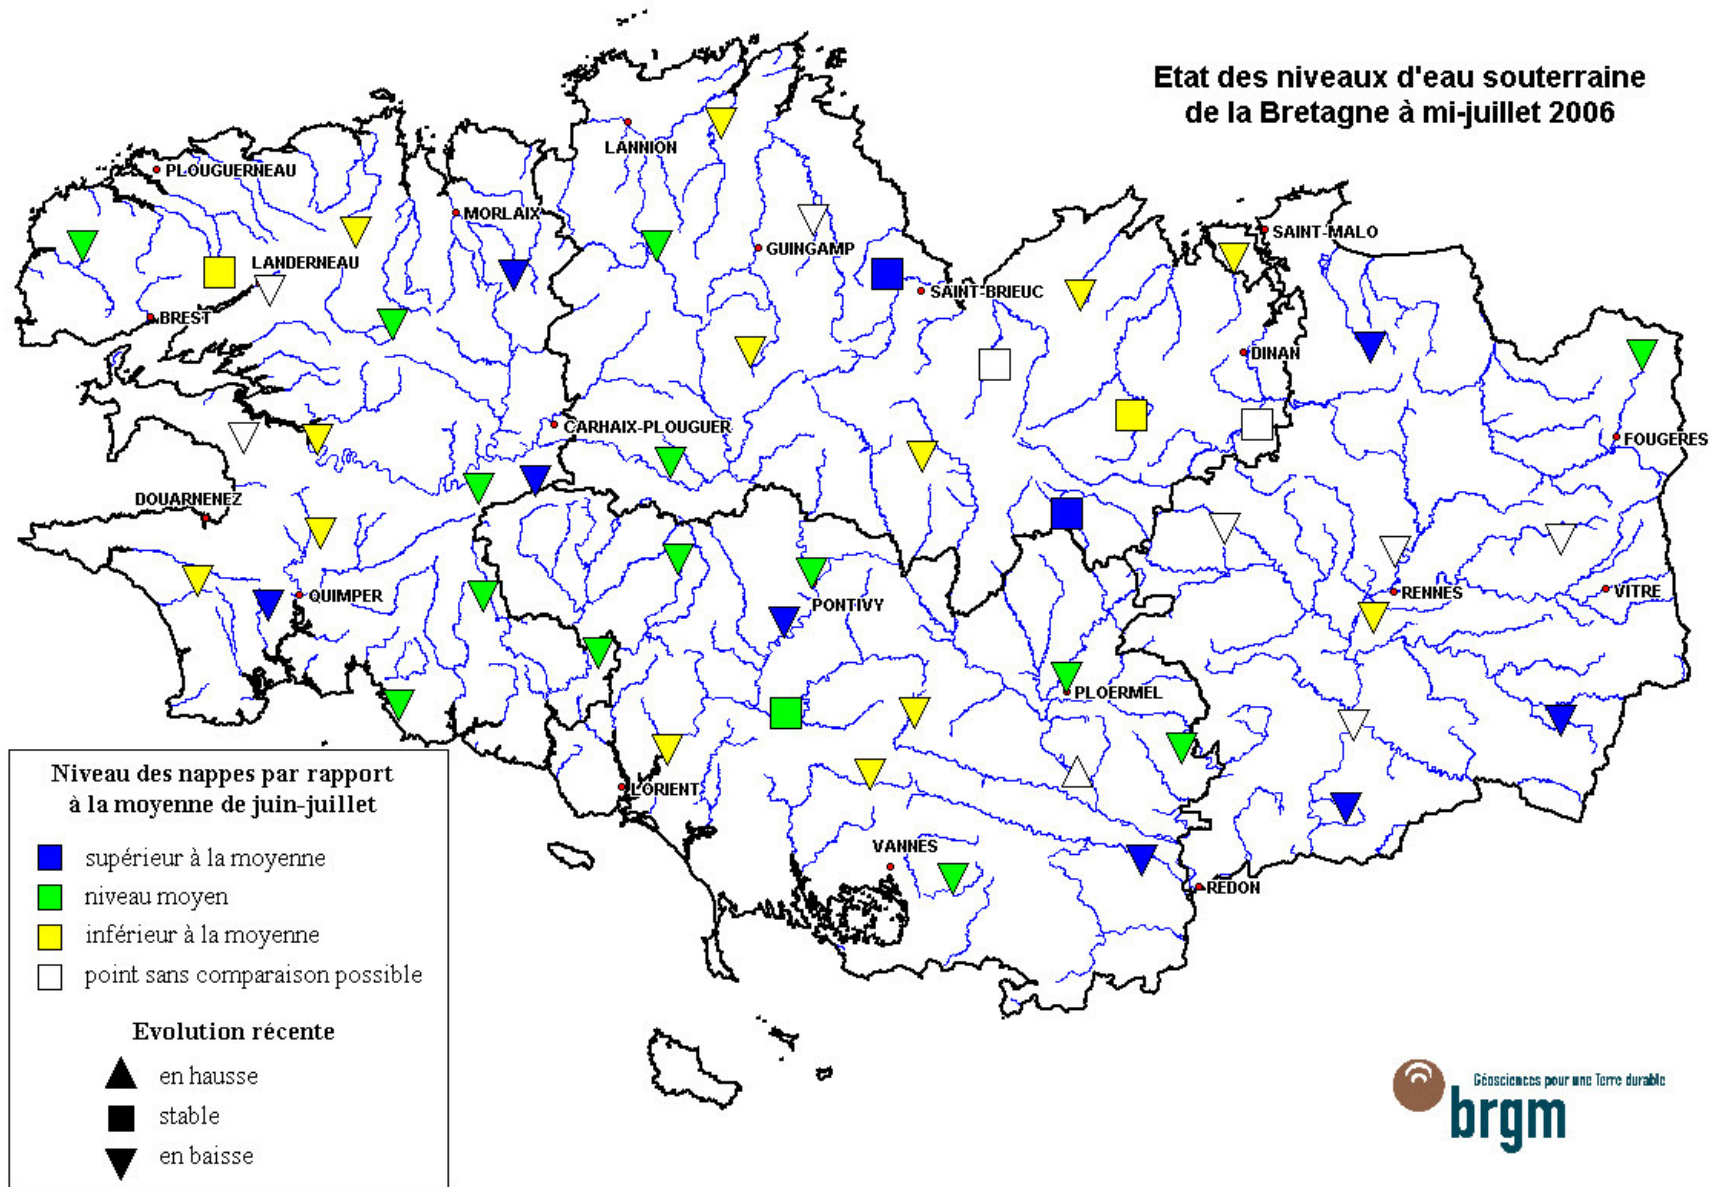 Etat des niveaux d'eau souterraine
de la Bretagne à mi-juillet 2006
LANNION
PLOUGUERNEAU
MORLAIX
SAINT-MALO
GUINGAMP
LANDERNEAU
SAINT-BRIEUC
BREST
DINAN
CARHAIX-PLOUGUER
FOUGERES
DOUARNENEZ
QUIMPER
PONTIVY
RENNES
VITRE
PLOERMEL
LORIENT
VANNES
REDON
Niveau des nappes par rapport
à la moyenne de juin-juillet
supérieur à la moyenne
niveau moyen
inférieur à la moyenne
point sans comparaison possible
Evolution récente
en hausse
stable
en baisse
Géosciences pour une Terre durable
brgm